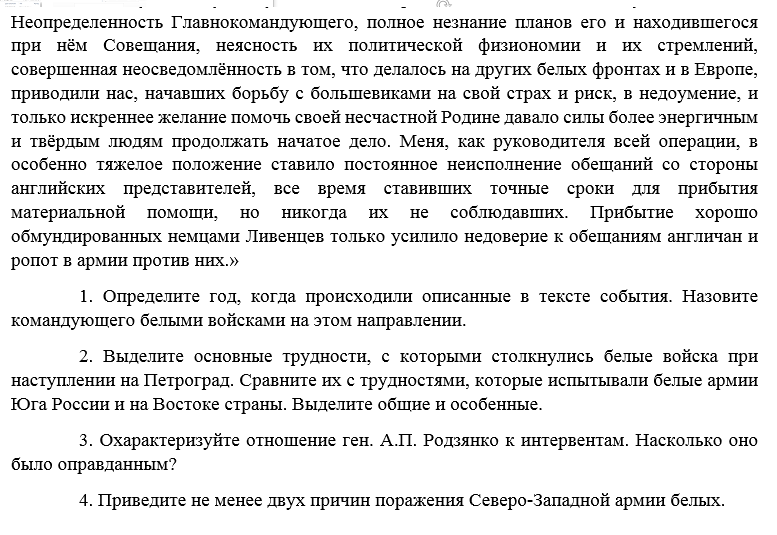 Неопределенность Главнокомандующего, полное незнание планов его и находившегося
при нём Совещания, неясность их политической физиономии и их стремлений,
совершенная неосведомлённость в том, что делалось на других белых фронтах и в Европе,
приводили нас, начавших борьбу с большевиками на свой страх и риск, в недоумение, и
только искреннее желание помочь своей несчастной Родине давало силы более энергичным
и твёрдым людям продолжать начатое дело. Меня, как руководителя всей операции, в
особенно тяжелое положение ставило постоянное неисполнение обещаний со стороны
английских представителей, все время ставивших точные сроки для прибытия
материальной помощи, но никогда их не соблюдавших. Прибытие хорошо
обмундированных немцами Ливенцев только усилило недоверие к обещаниям англичан и
ропот в армии против них.»
1. Определите год, когда происходили описанные в тексте события. Назовите
командующего белыми войсками на этом направлении.
2. Выделите основные трудности, с которыми столкнулись белые войска при
наступлении на Петроград. Сравните их с трудностями, которые испытывали белые армии
Юга России и на Востоке страны. Выделите общие и особенные.
3. Охарактеризуйте отношение ген. А.П. Родзянко к интервентам. Насколько оно
было оправданным?
4. Приведите не менее двух причин поражения Северо-Западной армии белых.